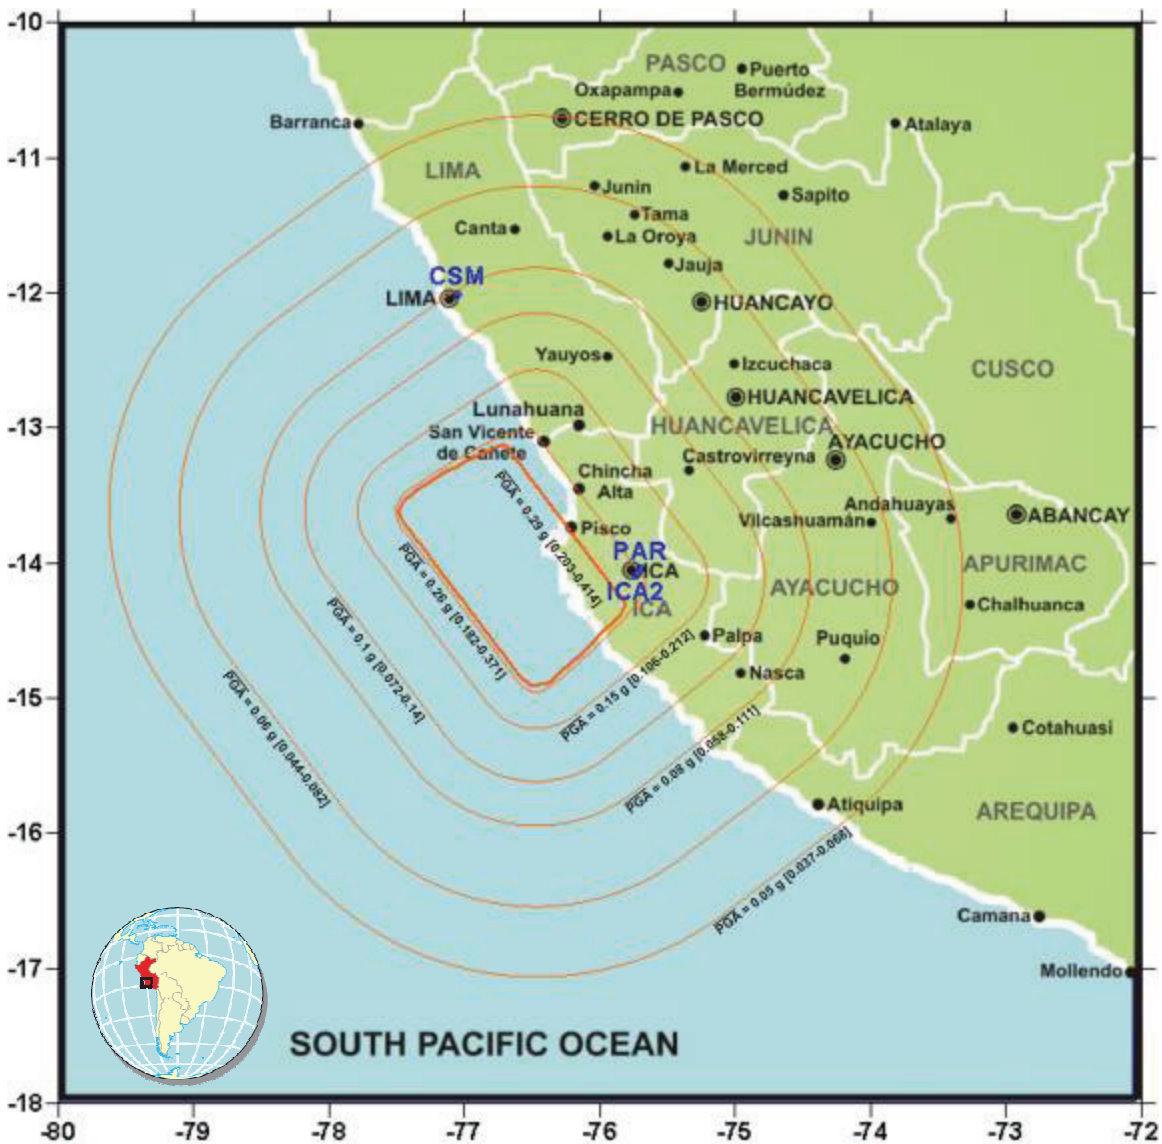 -10
PASCO
Puerto
Bermúdez
Oxapampa
CERRO DE PASCO
Barranca
Atalaya
-11
LIMA
La Merced
Junin
Sapito
Tama
Canta
La Oroya
JUNIN
Jauja
CSM
-12
LIMA
HUANCAYO
Yauyos
Izcuchaca
CUSCO
HUANCAVELICA
Lunahuana
-13
San Vicente
de Cañete
HUANCAVELICA
AYACUCHO
Castrovirreyna
Chincha
Alta
Andahuayas
Pisco
Vilcashuamán
ABANCAY
PAR
-14
ICA
APURIMAC
ICA2
AYACUCHO
ICA
Chalhuanca
Palpa
Puquio
Nasca
-15
Cotahuasi
Atiquipa
AREQUIPA
-16
Camana
-17
Mollendo
PGA = 0.29 g [0.203-0.414]
PGA = 0.26 g [0.182-0.371]
PGA = 0.15 g [0.106-0.212]
PGA = 0.1 g [0.072-0.14]
PGA = 0.08 g [0.058-0.111]
PGA = 0.06 g [0.044-0.082]
PGA = 0.05 g [0.037-0.068]
SOUTH PACIFIC OCEAN
-18
-80 -79 -78 -77 -76 -75 -74 -73 -72